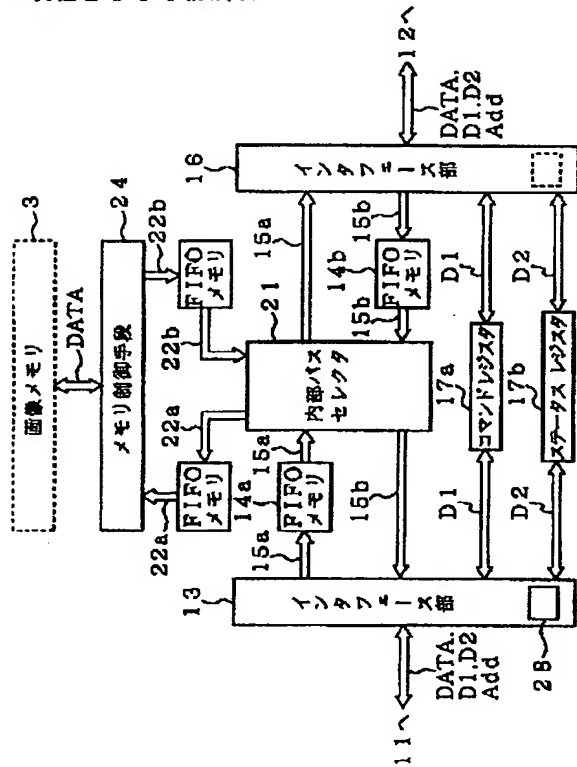 3
画像メモリ
DATA
24
メモリ制御手段
22a
22b
FIFO
メモリ
FIFO
メモリ
22a
22b
21
内部バス
セレクタ
13
インタフェース部
16
インタフェース部
15a
14a
FIFO
メモリ
15a
15a
15b
15b
14b
FIFO
メモリ
15b
11へ
DATA.
D1.D2
Add
12へ
DATA.
D1.D2
Add
D1
17a
コマンドレジスタ
D1
D2
17b
ステータスレジスタ
D2
28